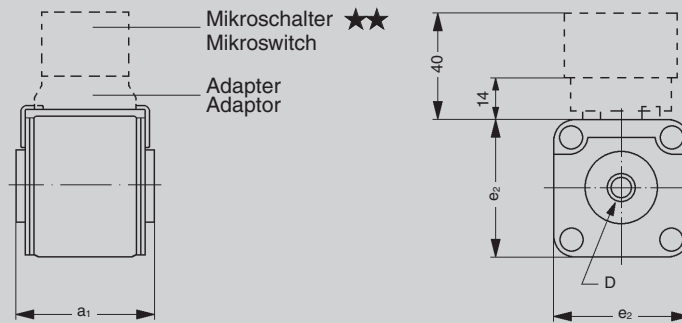 Mikroschalter ★★
Mikroswitch
Adapter
Adaptor
a₁
40
14
e₂
D
e₂